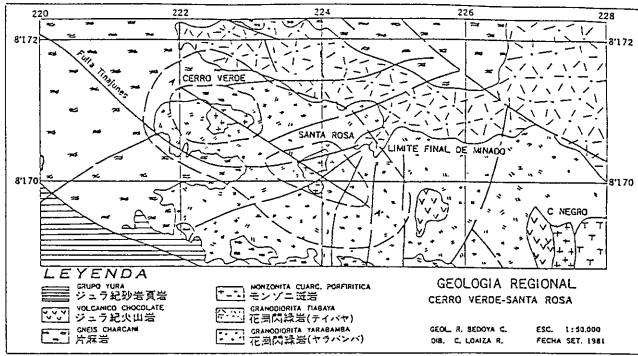 220 222 224 226 228
8'172 8'172
Falla Tinajones
CERRO VERDE
SANTA ROSA
LIMITE FINAL DE MINADO
8'170 8'170
C. NEGRO
LEYENDA
GRUPO YURA
ジュラ紀砂岩頁岩
VOLCANICO CHOCOLATE
ジュラ紀火山岩
GNEIS CHARCANI
片麻岩
MONZONITA CUARC. PORFIRITICA
モンゾニ斑岩
GRANODIORITA TIABAYA
花崗閃緑岩(ティバヤ)
GRANODIORITA YARABAMBA
花崗閃緑岩(ヤラバンバ)
GEOLOGIA REGIONAL
CERRO VERDE-SANTA ROSA
GEOL. R. BEDOYA C. ESC. 1:50,000
DIB. C. LOAIZA R. FECHA SET. 1981